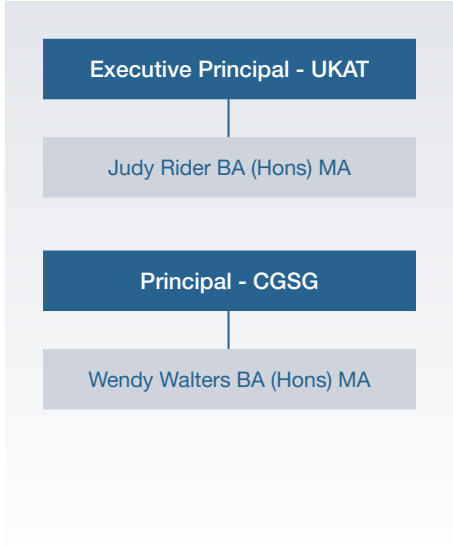 Executive Principal - UKAT
Judy Rider BA (Hons) MA
Principal - CGSG
Wendy Walters BA (Hons) MA